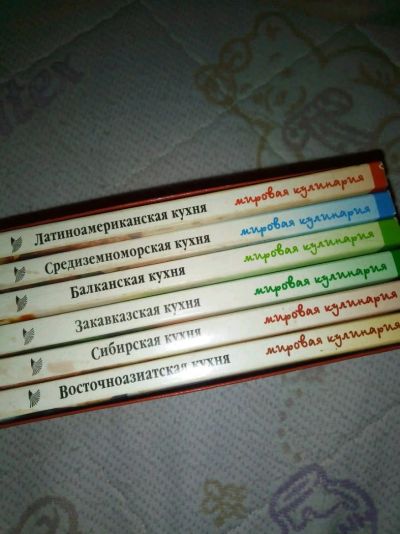 Латиноамериканская кухня мировая кулинария
Средиземноморская кухня мировая кулинария
Балканская кухня мировая кулинария
Закавказская кухня мировая кулинария
Сибирская кухня мировая кулинария
Восточноазиатская кухня мировая кулинария